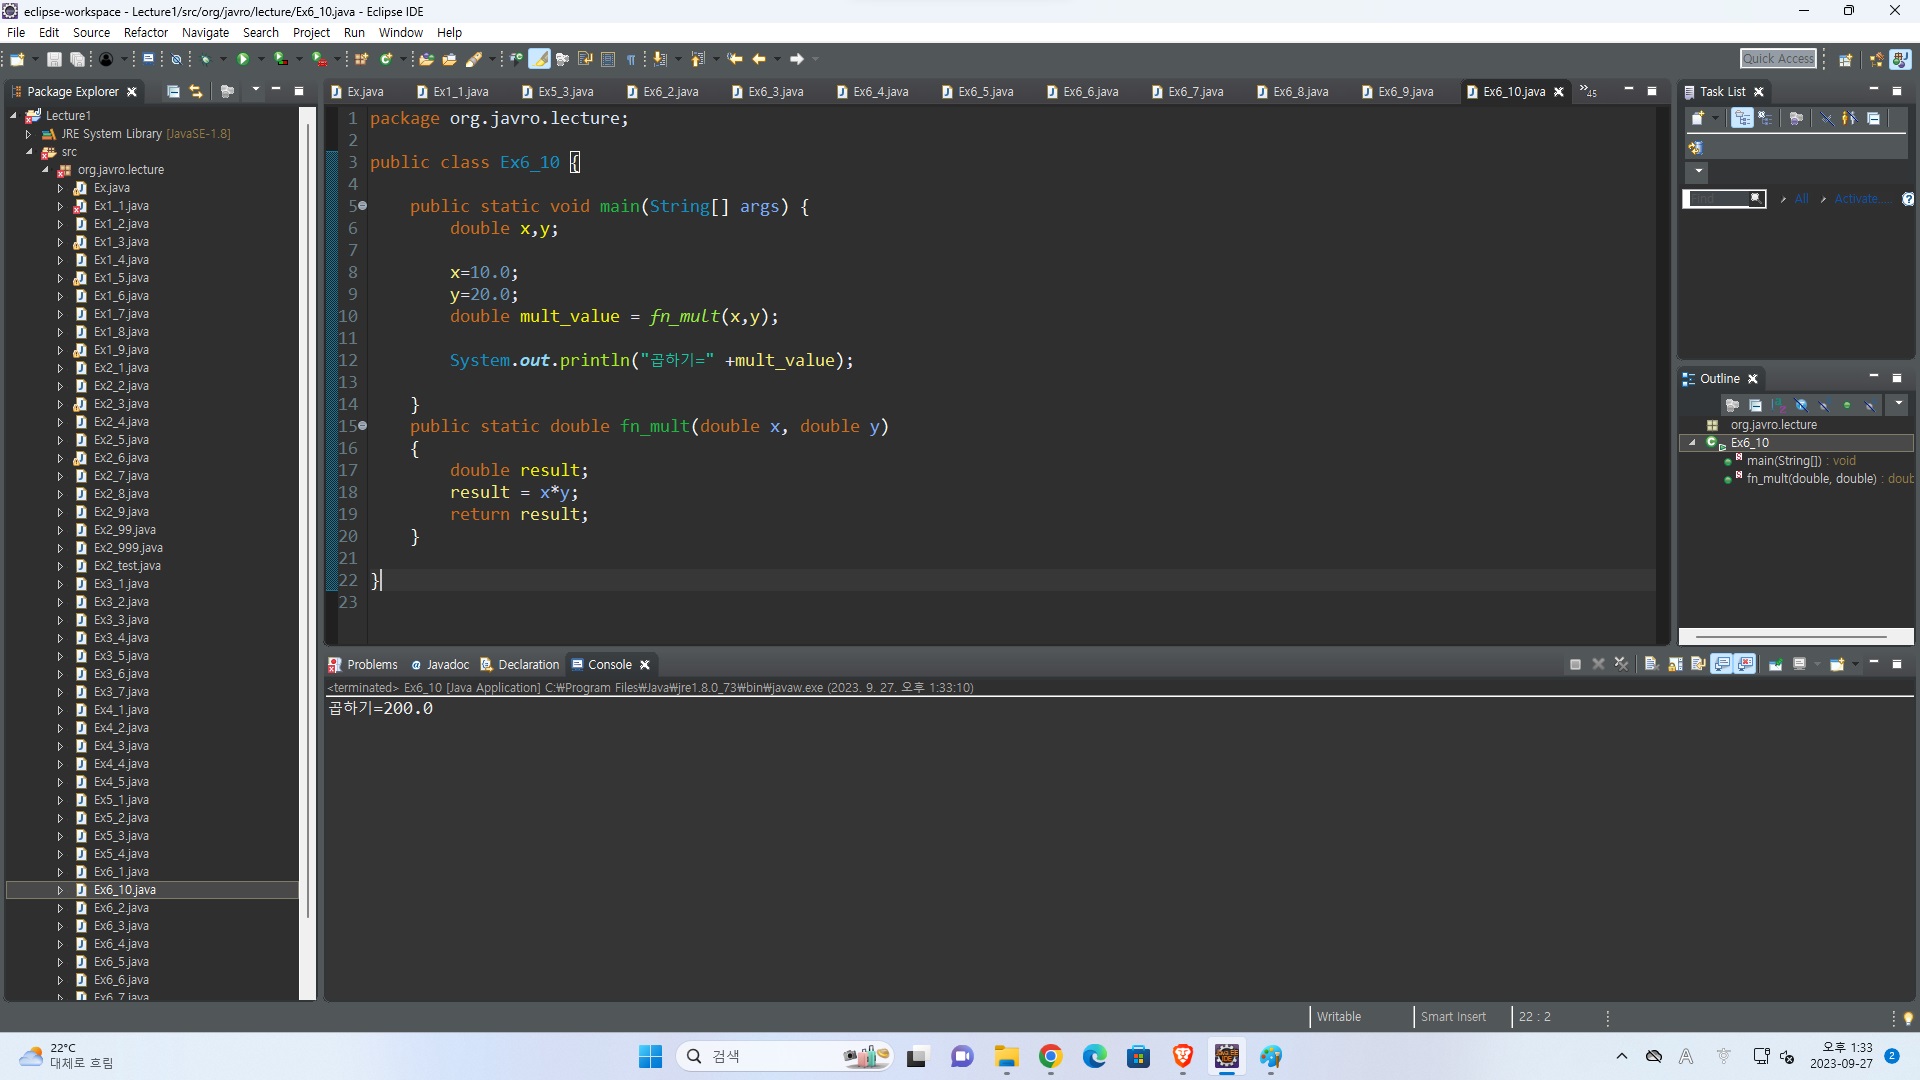 eclipse-workspace - Lecture1/src/org/javro/lecture/Ex6_10.java - Eclipse IDE
File Edit Source Refactor Navigate Search Project Run Window Help
Quick Access
Package Explorer
Lecture1
JRE System Library [JavaSE-1.8]
src
org.javro.lecture
Ex.java
Ex1_1.java
Ex1_2.java
Ex1_3.java
Ex1_4.java
Ex1_5.java
Ex1_6.java
Ex1_7.java
Ex1_8.java
Ex1_9.java
Ex2_1.java
Ex2_2.java
Ex2_3.java
Ex2_4.java
Ex2_5.java
Ex2_6.java
Ex2_7.java
Ex2_8.java
Ex2_9.java
Ex2_99.java
Ex2_999.java
Ex2_test.java
Ex3_1.java
Ex3_2.java
Ex3_3.java
Ex3_4.java
Ex3_5.java
Ex3_6.java
Ex3_7.java
Ex4_1.java
Ex4_2.java
Ex4_3.java
Ex4_4.java
Ex4_5.java
Ex5_1.java
Ex5_2.java
Ex5_3.java
Ex5_4.java
Ex6_1.java
Ex6_10.java
Ex6_2.java
Ex6_3.java
Ex6_4.java
Ex6_5.java
Ex6_6.java
Ex6_7.java
Ex.java Ex1_1.java Ex5_3.java Ex6_2.java Ex6_3.java Ex6_4.java Ex6_5.java Ex6_6.java Ex6_7.java Ex6_8.java Ex6_9.java Ex6_10.java »45
1 package org.javro.lecture;
2
3 public class Ex6_10 {
4
5 public static void main(String[] args) {
6 double x,y;
7
8 x=10.0;
9 y=20.0;
10 double mult_value = fn_mult(x,y);
11
12 System.out.println("곱하기=" +mult_value);
13
14 }
15 public static double fn_mult(double x, double y)
16 {
17 double result;
18 result = x*y;
19 return result;
20 }
21
22 }
23
Problems Javadoc Declaration Console
<terminated> Ex6_10 [Java Application] C:₩Program Files₩Java₩jre1.8.0_73₩bin₩javaw.exe (2023. 9. 27. 오후 1:33:10)
곱하기=200.0
Task List
Find All Activate...
Outline
org.javro.lecture
Ex6_10
main(String[]) : void
fn_mult(double, double) : doub
Writable Smart Insert 22 : 2
22°C
대체로 흐림
검색
오후 1:33
2023-09-27
2